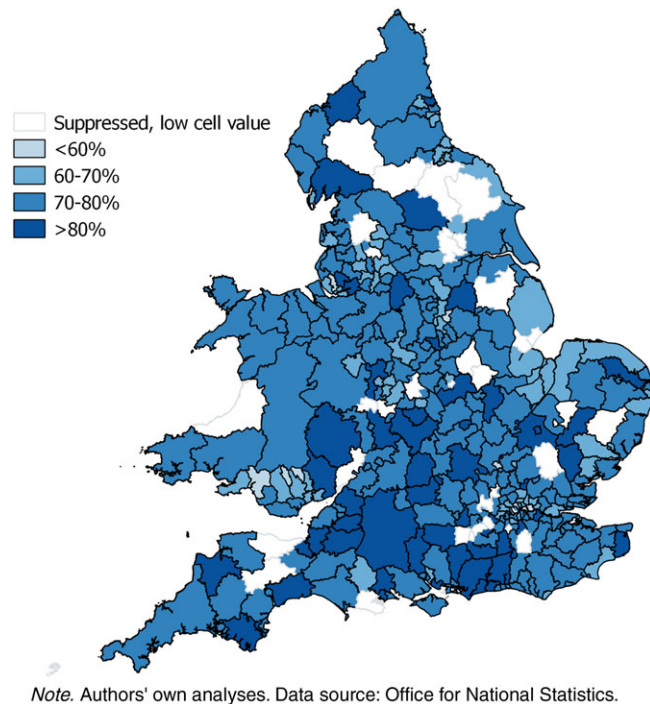 Suppressed, low cell value
<60%
60-70%
70-80%
>80%
Note. Authors' own analyses. Data source: Office for National Statistics.